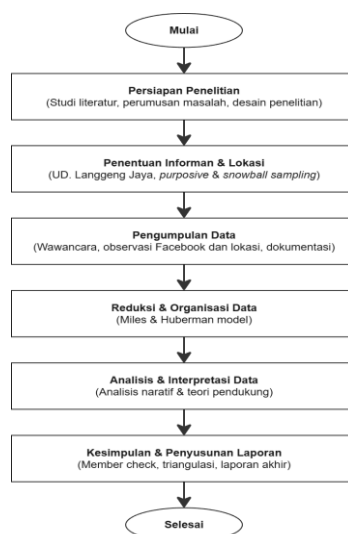 Mulai
Persiapan Penelitian
(Studi literatur, perumusan masalah, desain penelitian)
Penentuan Informan & Lokasi
(UD. Langgeng Jaya, purposive & snowball sampling)
Pengumpulan Data
(Wawancara, observasi Facebook dan lokasi, dokumentasi)
Reduksi & Organisasi Data
(Miles & Huberman model)
Analisis & Interpretasi Data
(Analisis naratif & teori pendukung)
Kesimpulan & Penyusunan Laporan
(Member check, triangulasi, laporan akhir)
Selesai